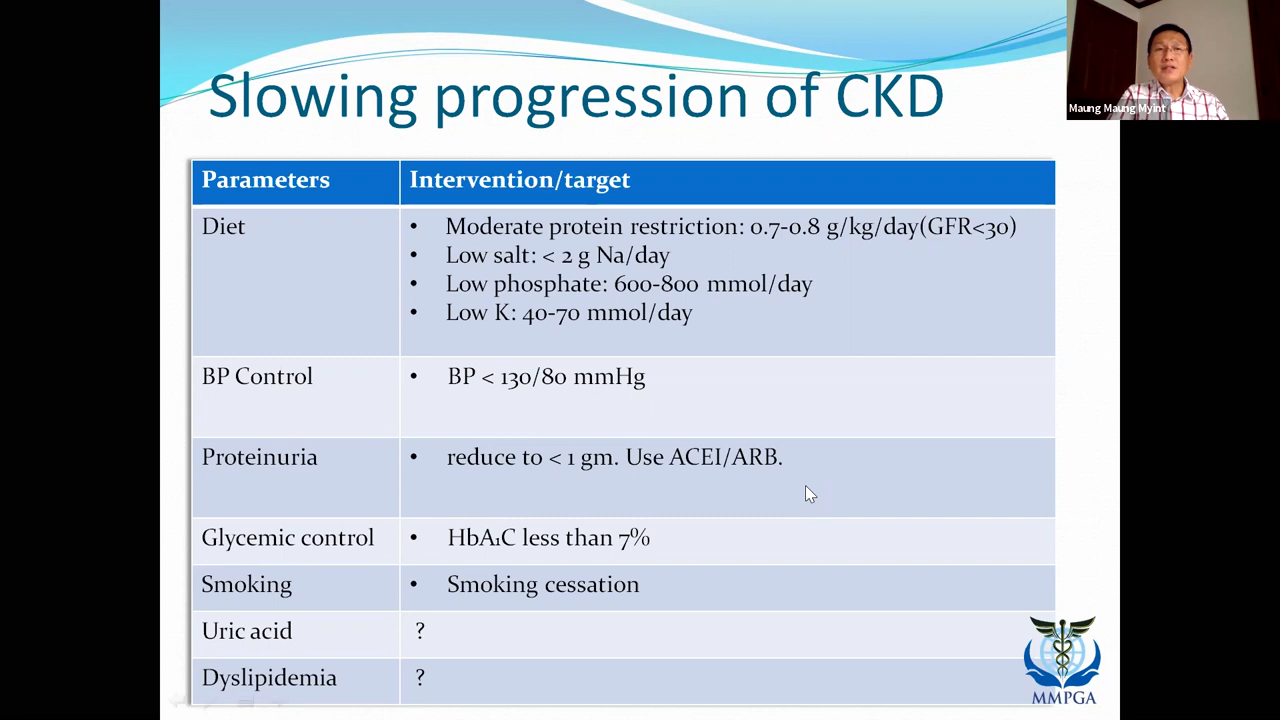 Slowing progression of CKD
Maung Maung Myint
Parameters
Intervention/target
Diet
• Moderate protein restriction: 0.7-0.8 g/kg/day(GFR<30)
• Low salt: < 2 g Na/day
• Low phosphate: 600-800 mmol/day
• Low K: 40-70 mmol/day
BP Control
• BP < 130/80 mmHg
Proteinuria
• reduce to < 1 gm. Use ACEI/ARB.
Glycemic control
• HbA1C less than 7%
Smoking
• Smoking cessation
Uric acid
?
Dyslipidemia
?
MMPGA